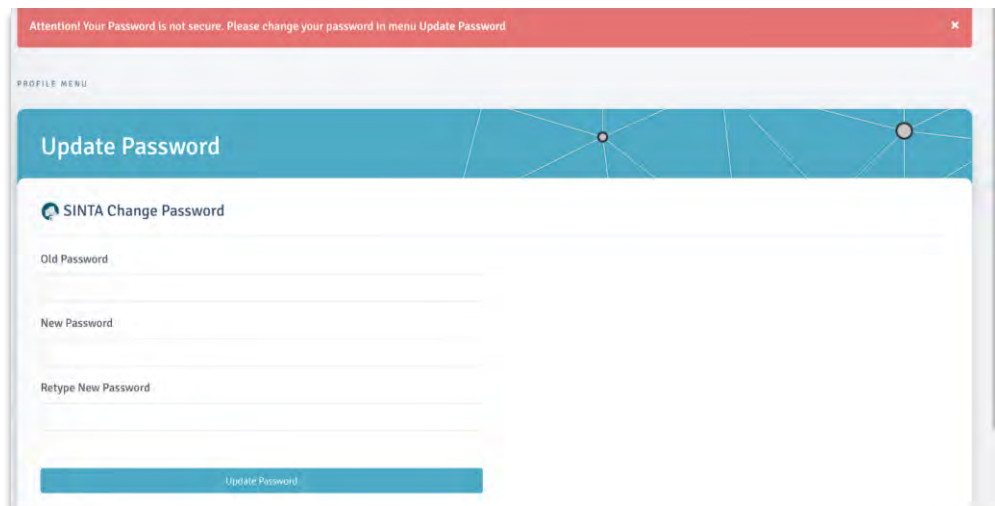 Attention! Your Password is not secure. Please change your password in menu Update Password ×
PROFILE MENU
Update Password
SINTA Change Password
Old Password
New Password
Retype New Password
Update Password